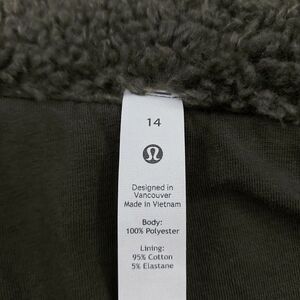 14
Designed in
Vancouver
Made in Vietnam
Body:
100% Polyester
Lining:
95% Cotton
5% Elastane